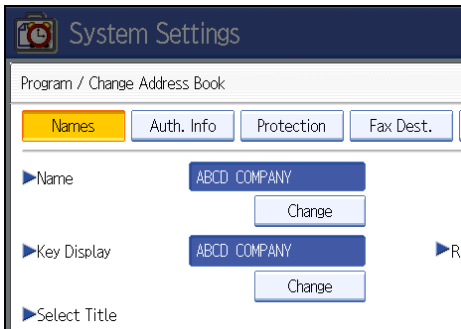 System Settings
Program / Change Address Book
Names Auth. Info Protection Fax Dest.
▶Name ABCD COMPANY
Change
▶Key Display ABCD COMPANY ▶R
Change
▶Select Title